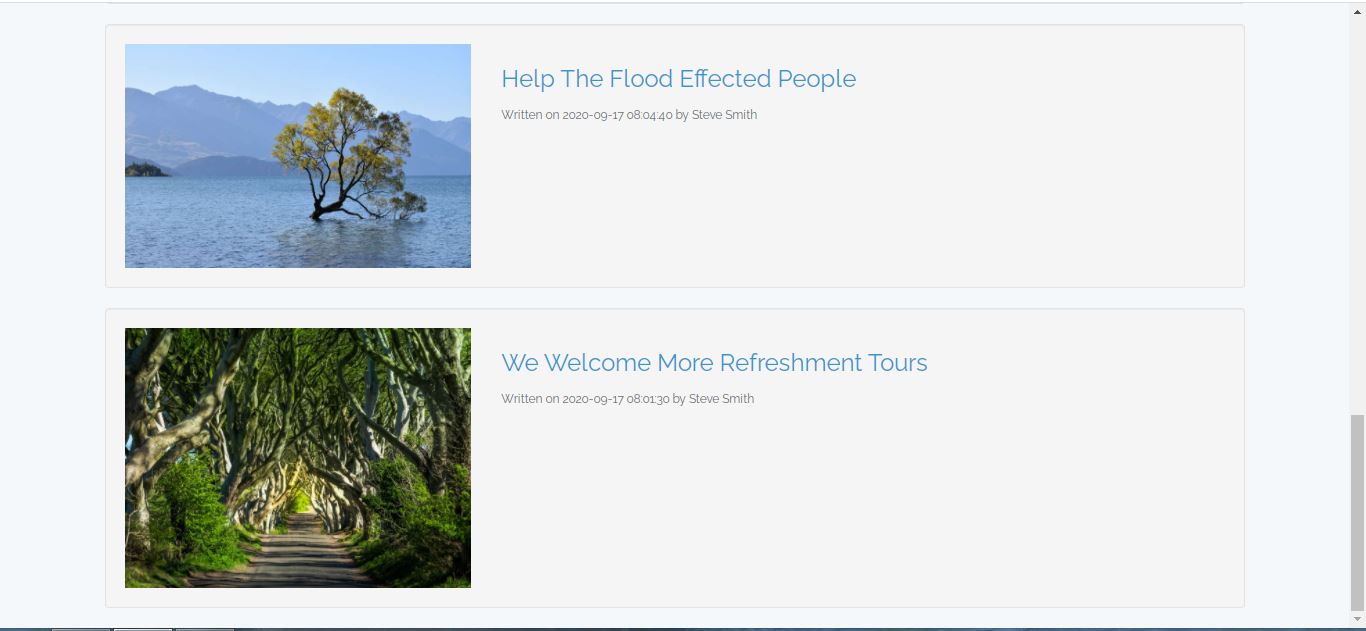 Help The Flood Effected People
Written on 2020-09-17 08:04:40 by Steve Smith
We Welcome More Refreshment Tours
Written on 2020-09-17 08:01:30 by Steve Smith